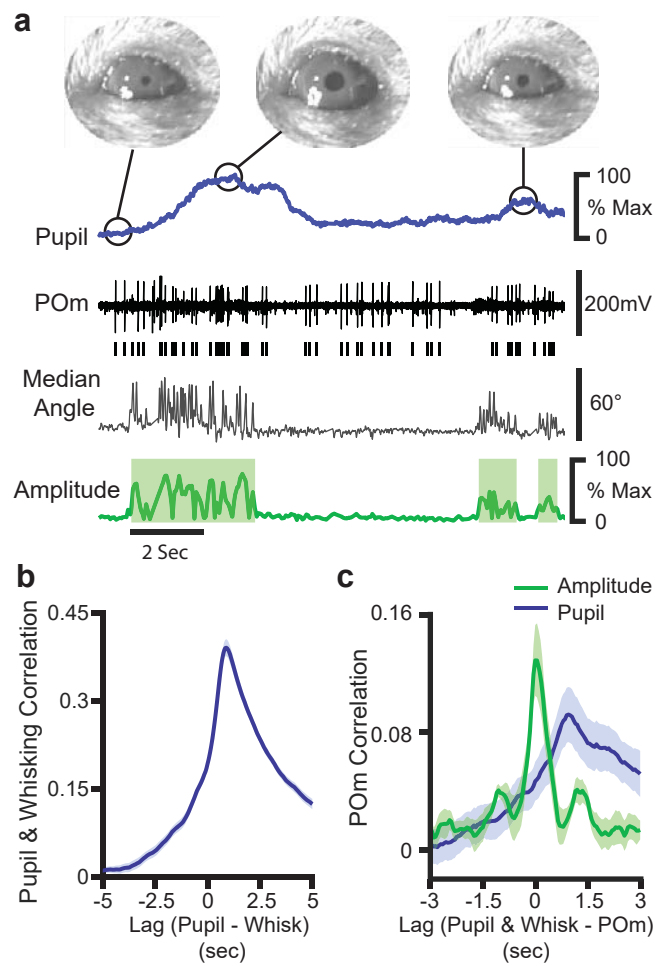 a
Pupil
100
% Max
0
POm
200mV
Median
Angle
60°
Amplitude
100
% Max
0
2 Sec
b
Pupil & Whisking Correlation
0.45
0.3
0.15
0
-5
-2.5
0
2.5
5
Lag (Pupil - Whisk)
(sec)
c
Amplitude
Pupil
POm Correlation
0.16
0.08
0
-3
-1.5
0
1.5
3
Lag (Pupil & Whisk - POm)
(sec)